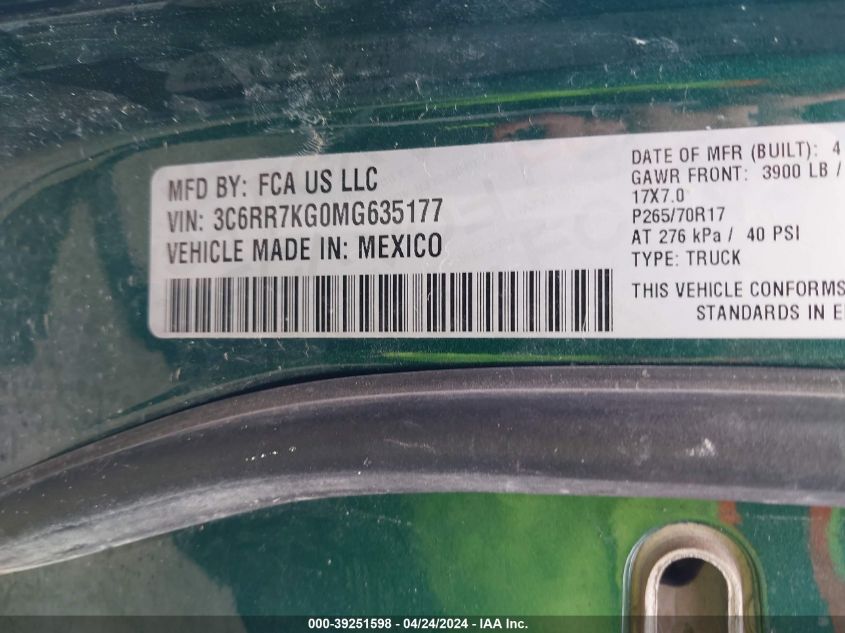 MFD BY: FCA US LLC
VIN: 3C6RR7KG0MG635177
VEHICLE MADE IN: MEXICO
DATE OF MFR (BUILT): 4
GAWR FRONT: 3900 LB /
17X7.0
P265/70R17
AT 276 kPa / 40 PSI
TYPE: TRUCK
THIS VEHICLE CONFORMS
STANDARDS IN E
000-39251598 - 04/24/2024 - IAA Inc.